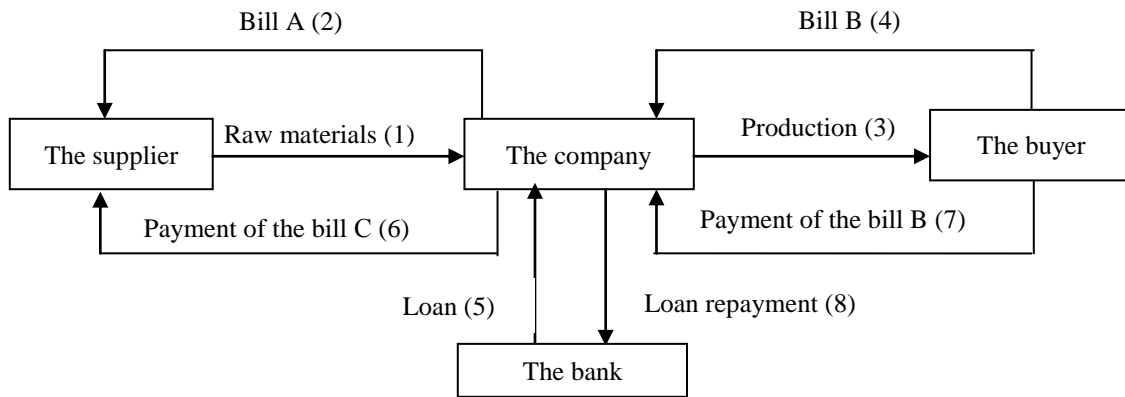 Bill A (2)
Bill B (4)
The supplier
Raw materials (1)
The company
Production (3)
The buyer
Payment of the bill C (6)
Payment of the bill B (7)
Loan (5)
Loan repayment (8)
The bank